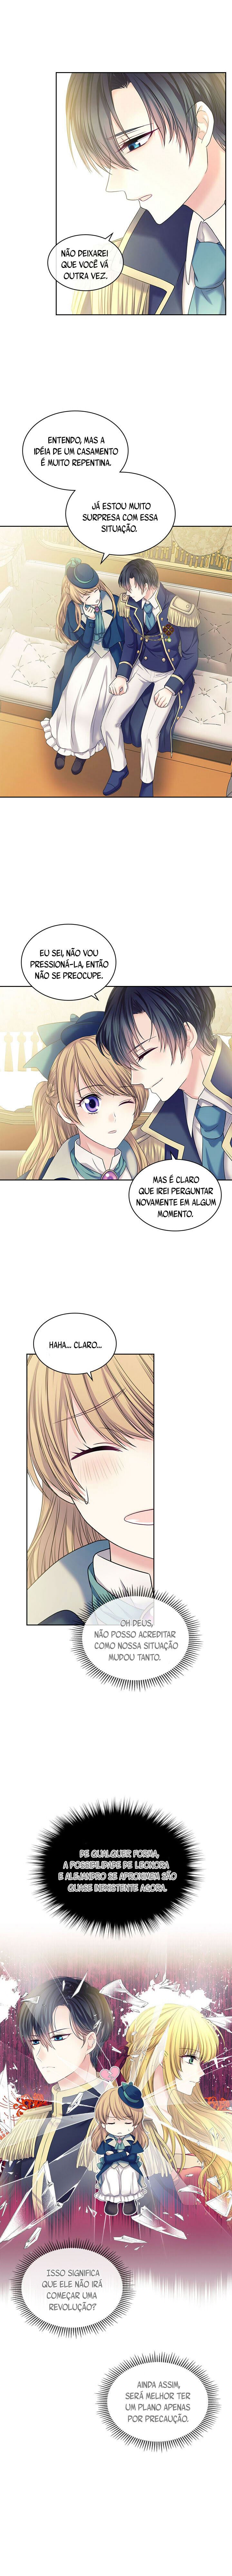 NÃO DEIXAREI
QUE VOCÊ VÁ
OUTRA VEZ.
ENTENDO, MAS A
IDÉIA DE UM CASAMENTO
É MUITO REPENTINA.
JÁ ESTOU MUITO
SURPRESA COM ESSA
SITUAÇÃO.
EU SEI, NÃO VOU
PRESSIONÁ-LA, ENTÃO
NÃO SE PREOCUPE.
MAS É CLARO
QUE IREI PERGUNTAR
NOVAMENTE EM ALGUM
MOMENTO.
HAHA... CLARO...
OH DEUS,
NÃO POSSO ACREDITAR
COMO NOSSA SITUAÇÃO
MUDOU TANTO.
DE QUALQUER FORMA,
A POSSIBILIDADE DE LEONORA
E ALEJANDRO SE APROXIMEM SÃO
QUASE INEXISTENTE AGORA.
ISSO SIGNIFICA
QUE ELE NÃO IRÁ
COMEÇAR UMA
REVOLUÇÃO?
AINDA ASSIM,
SERÁ MELHOR TER
UM PLANO APENAS
POR PRECAUÇÃO.